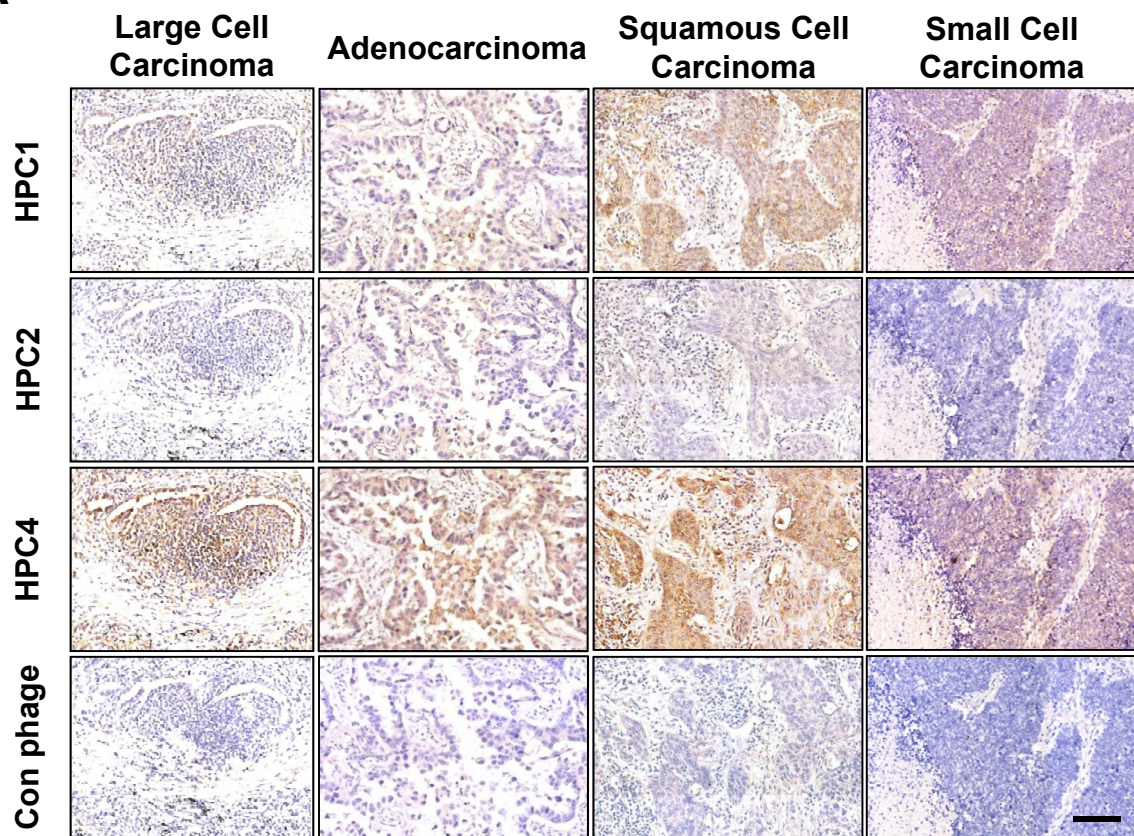 Large Cell
Carcinoma
Adenocarcinoma
Squamous Cell
Carcinoma
Small Cell
Carcinoma
HPC1
HPC2
HPC4
Con phage